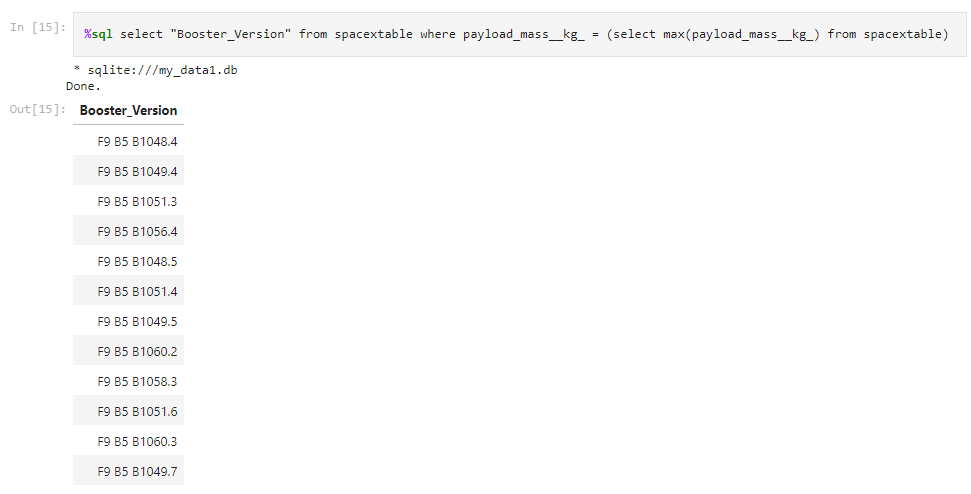 In [15]: %sql select "Booster_Version" from spacextable where payload_mass__kg_ = (select max(payload_mass__kg_) from spacextable)
* sqlite:///my_data1.db
Done.
Out[15]: Booster_Version
F9 B5 B1048.4
F9 B5 B1049.4
F9 B5 B1051.3
F9 B5 B1056.4
F9 B5 B1048.5
F9 B5 B1051.4
F9 B5 B1049.5
F9 B5 B1060.2
F9 B5 B1058.3
F9 B5 B1051.6
F9 B5 B1060.3
F9 B5 B1049.7